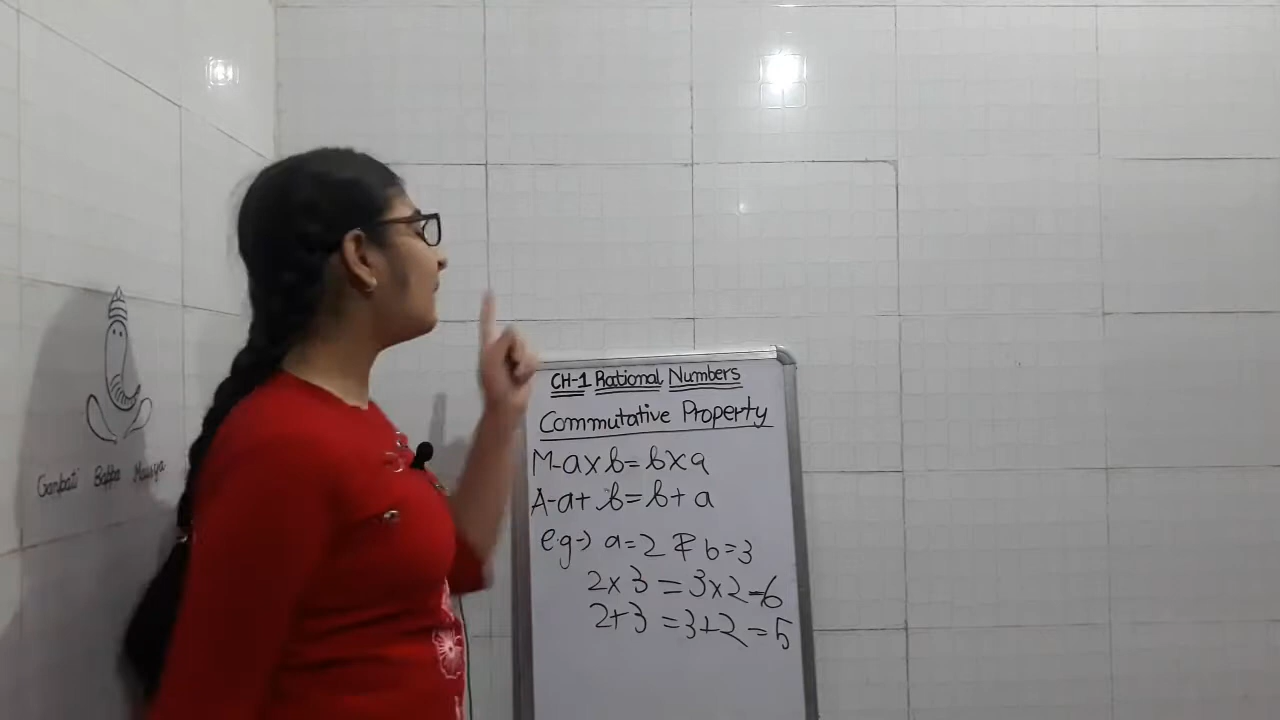 CH-1 Rational Numbers
Commutative Property
M-a×b=b×a
A-a+b=b+a
e.g→ a=2 & b=3
2×3=3×2=6
2+3=3+2=5
Ganpati Bappa Mourya